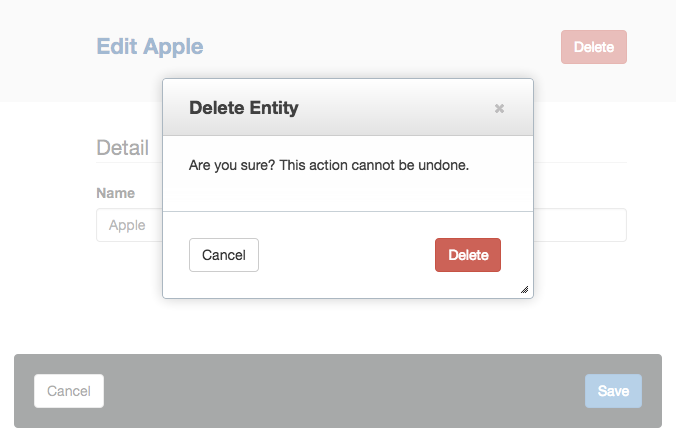 Edit Apple
Delete
Delete Entity
Detail
Are you sure? This action cannot be undone.
Name
Apple
Cancel
Delete
Cancel
Save